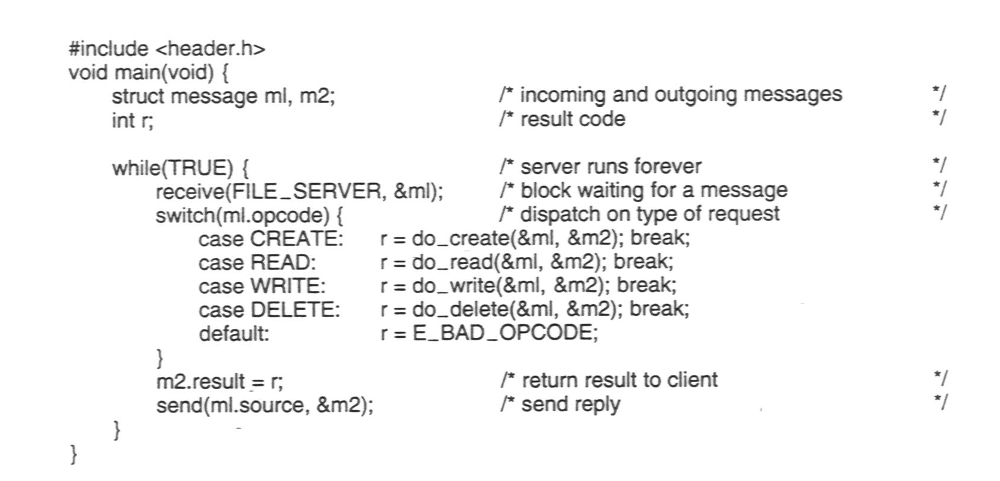 #include <header.h>
void main(void) {
struct message ml, m2; /* incoming and outgoing messages */
int r; /* result code */
while(TRUE) { /* server runs forever */
receive(FILE_SERVER, &ml); /* block waiting for a message */
switch(ml.opcode) { /* dispatch on type of request */
case CREATE: r = do_create(&ml, &m2); break;
case READ: r = do_read(&ml, &m2); break;
case WRITE: r = do_write(&ml, &m2); break;
case DELETE: r = do_delete(&ml, &m2); break;
default: r = E_BAD_OPCODE;
}
m2.result = r; /* return result to client */
send(ml.source, &m2); /* send reply */
}
}